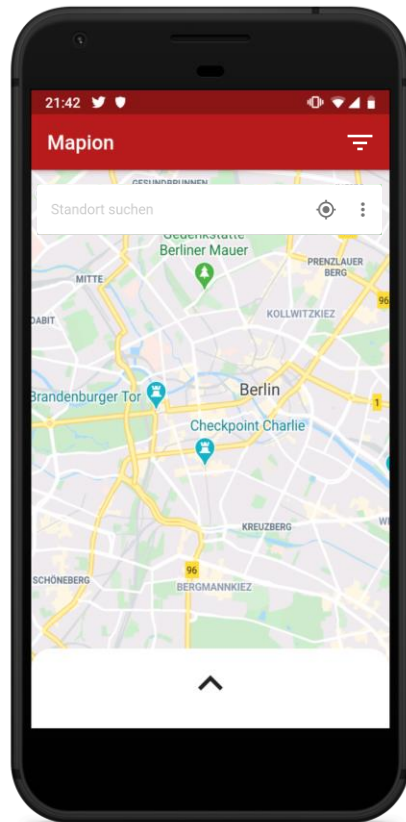 21:42
Mapion
GESUNDBRUNNEN
Standort suchen
Gedenkstätte
Berliner Mauer
PRENZLAUER
BERG
MITTE
96
KOLLWITZKIEZ
OABIT
Brandenburger Tor
Berlin
1
Checkpoint Charlie
KREUZBERG
96
SCHÖNEBERG
BERGMANNKIEZ